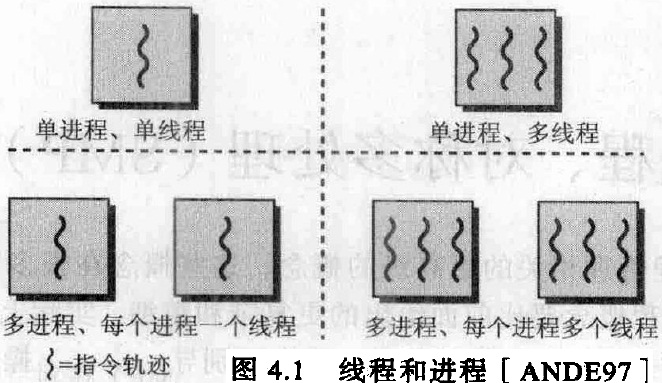 单进程、单线程
单进程、多线程
多进程、每个进程一个线程
多进程、每个进程多个线程
=指令轨迹
图 4.1 线程和进程[ANDE97]